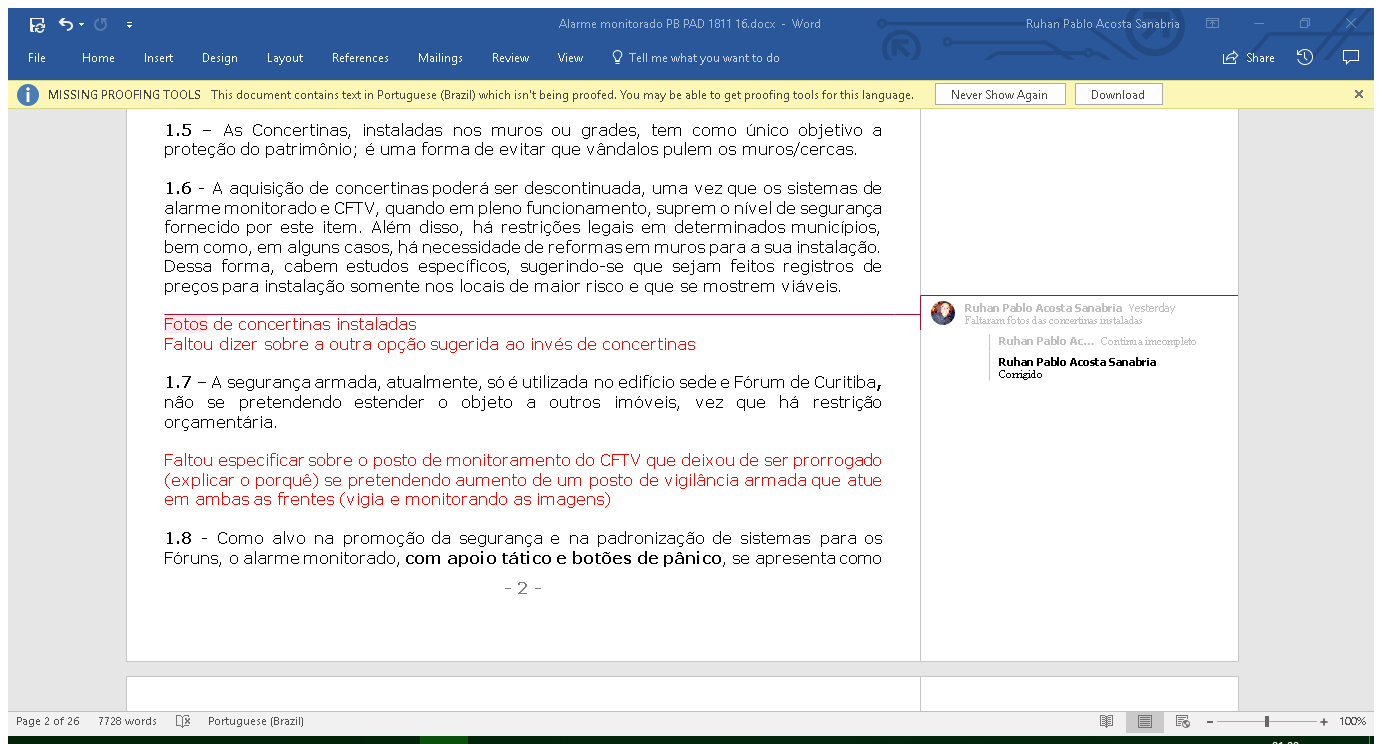 Alarme monitorado PB PAD 1811 16.docx - Word
Ruhan Pablo Acosta Sanabria
File Home Insert Design Layout References Mailings Review View Tell me what you want to do Share
MISSING PROOFING TOOLS This document contains text in Portuguese (Brazil) which isn't being proofed. You may be able to get proofing tools for this language. Never Show Again Download
1.5 – As Concertinas, instaladas nos muros ou grades, tem como único objetivo a
proteção do patrimônio; é uma forma de evitar que vândalos pulem os muros/cercas.
1.6 - A aquisição de concertinas poderá ser descontinuada, uma vez que os sistemas de
alarme monitorado e CFTV, quando em pleno funcionamento, suprem o nível de segurança
fornecido por este item. Além disso, há restrições legais em determinados municípios,
bem como, em alguns casos, há necessidade de reformas em muros para a sua instalação.
Dessa forma, cabem estudos específicos, sugerindo-se que sejam feitos registros de
preços para instalação somente nos locais de maior risco e que se mostrem viáveis.
Fotos de concertinas instaladas
Faltou dizer sobre a outra opção sugerida ao invés de concertinas
1.7 – A segurança armada, atualmente, só é utilizada no edifício sede e Fórum de Curitiba,
não se pretendendo estender o objeto a outros imóveis, vez que há restrição
orçamentária.
Faltou especificar sobre o posto de monitoramento do CFTV que deixou de ser prorrogado
(explicar o porquê) se pretendendo aumento de um posto de vigilância armada que atue
em ambas as frentes (vigia e monitorando as imagens)
1.8 - Como alvo na promoção da segurança e na padronização de sistemas para os
Fóruns, o alarme monitorado, com apoio tático e botões de pânico, se apresenta como
- 2 -
Ruhan Pablo Acosta Sanabria Yesterday
Faltaram fotos das concertinas instaladas
Ruhan Pablo Ac... Continua imcompleto
Ruhan Pablo Acosta Sanabria
Corrigido
Page 2 of 26 7728 words Portuguese (Brazil) 100%